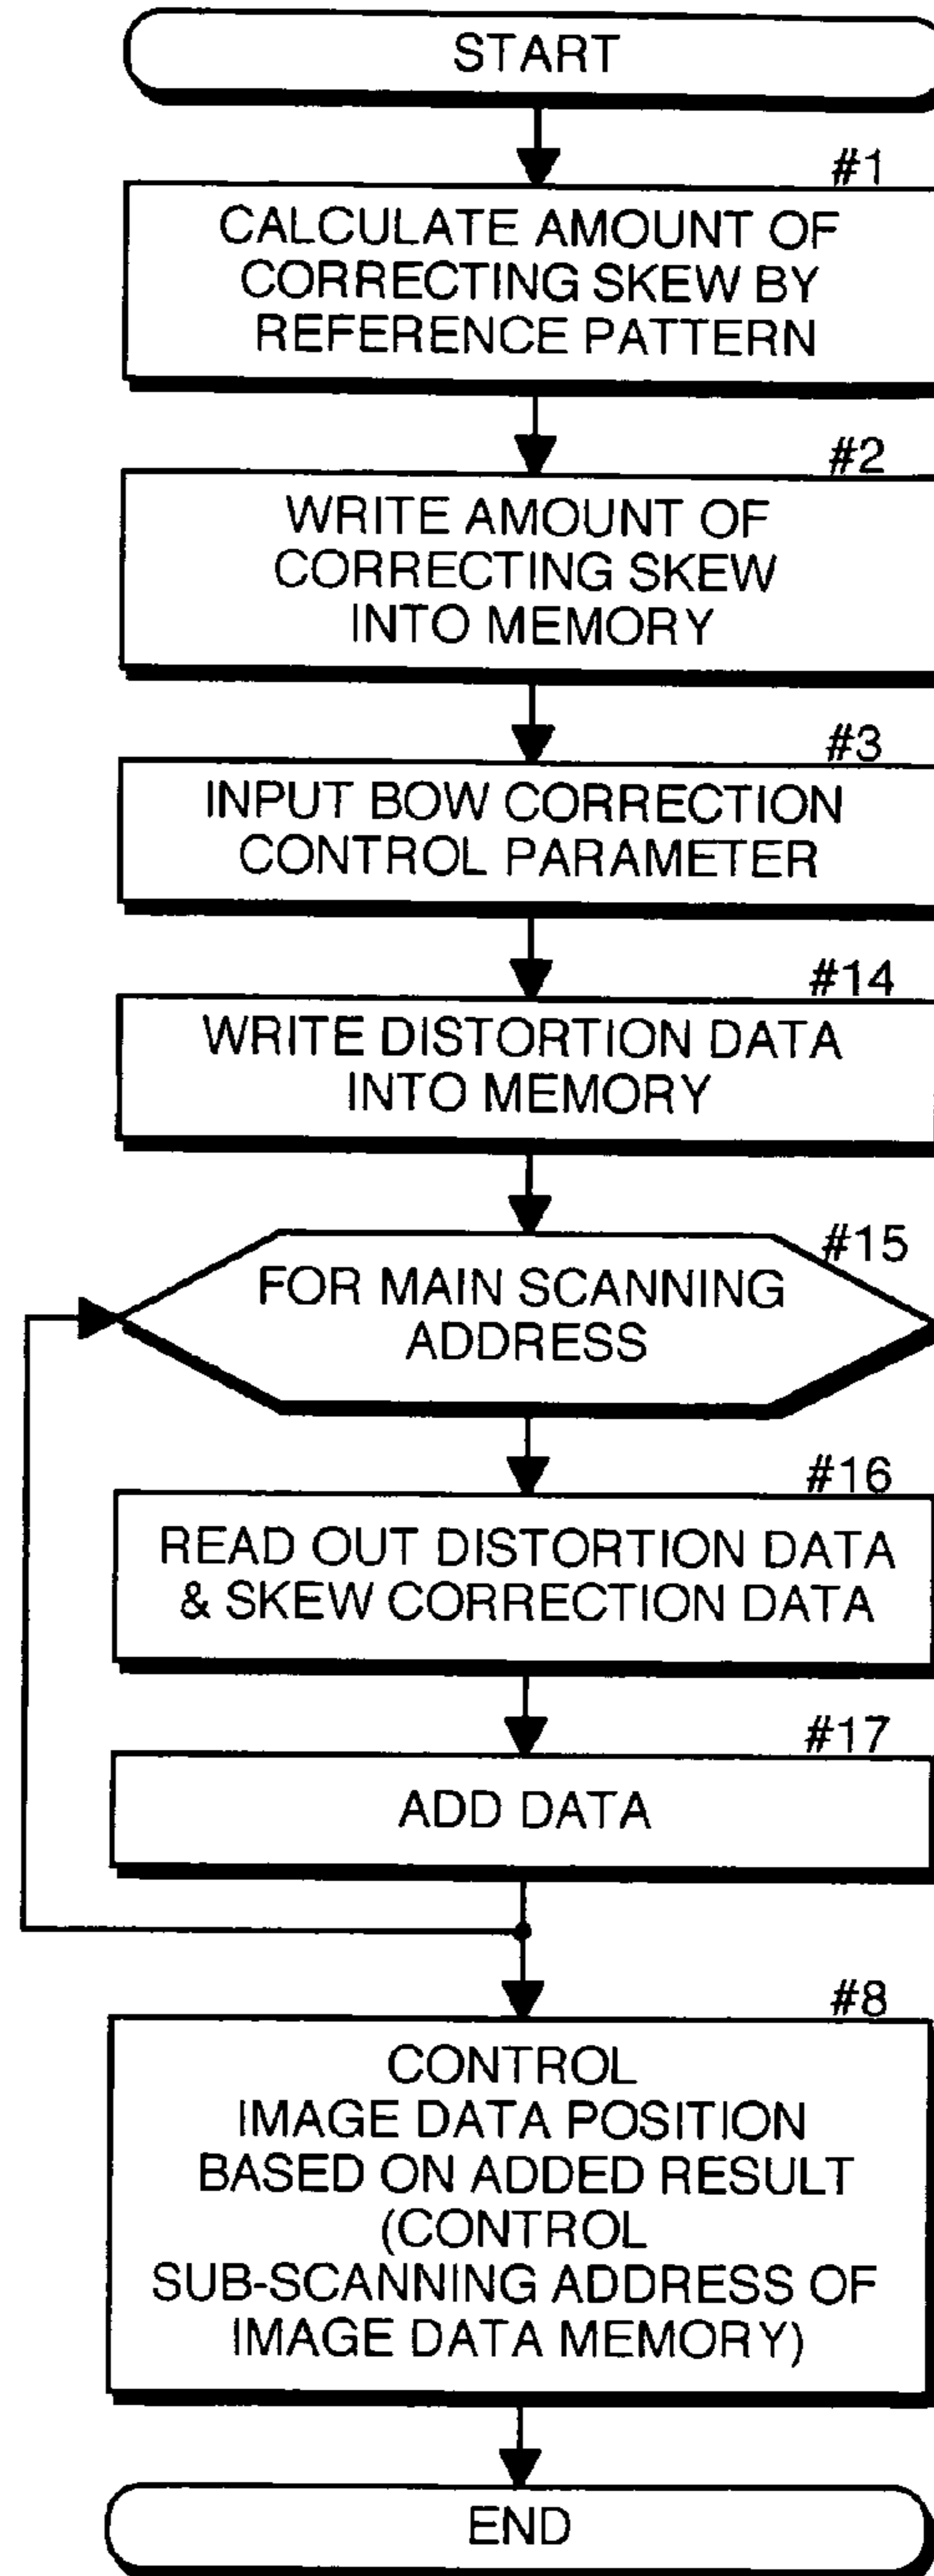 START
#1
CALCULATE AMOUNT OF
CORRECTING SKEW BY
REFERENCE PATTERN
#2
WRITE AMOUNT OF
CORRECTING SKEW
INTO MEMORY
#3
INPUT BOW CORRECTION
CONTROL PARAMETER
#14
WRITE DISTORTION DATA
INTO MEMORY
#15
FOR MAIN SCANNING
ADDRESS
#16
READ OUT DISTORTION DATA
& SKEW CORRECTION DATA
#17
ADD DATA
#8
CONTROL
IMAGE DATA POSITION
BASED ON ADDED RESULT
(CONTROL
SUB-SCANNING ADDRESS OF
IMAGE DATA MEMORY)
END